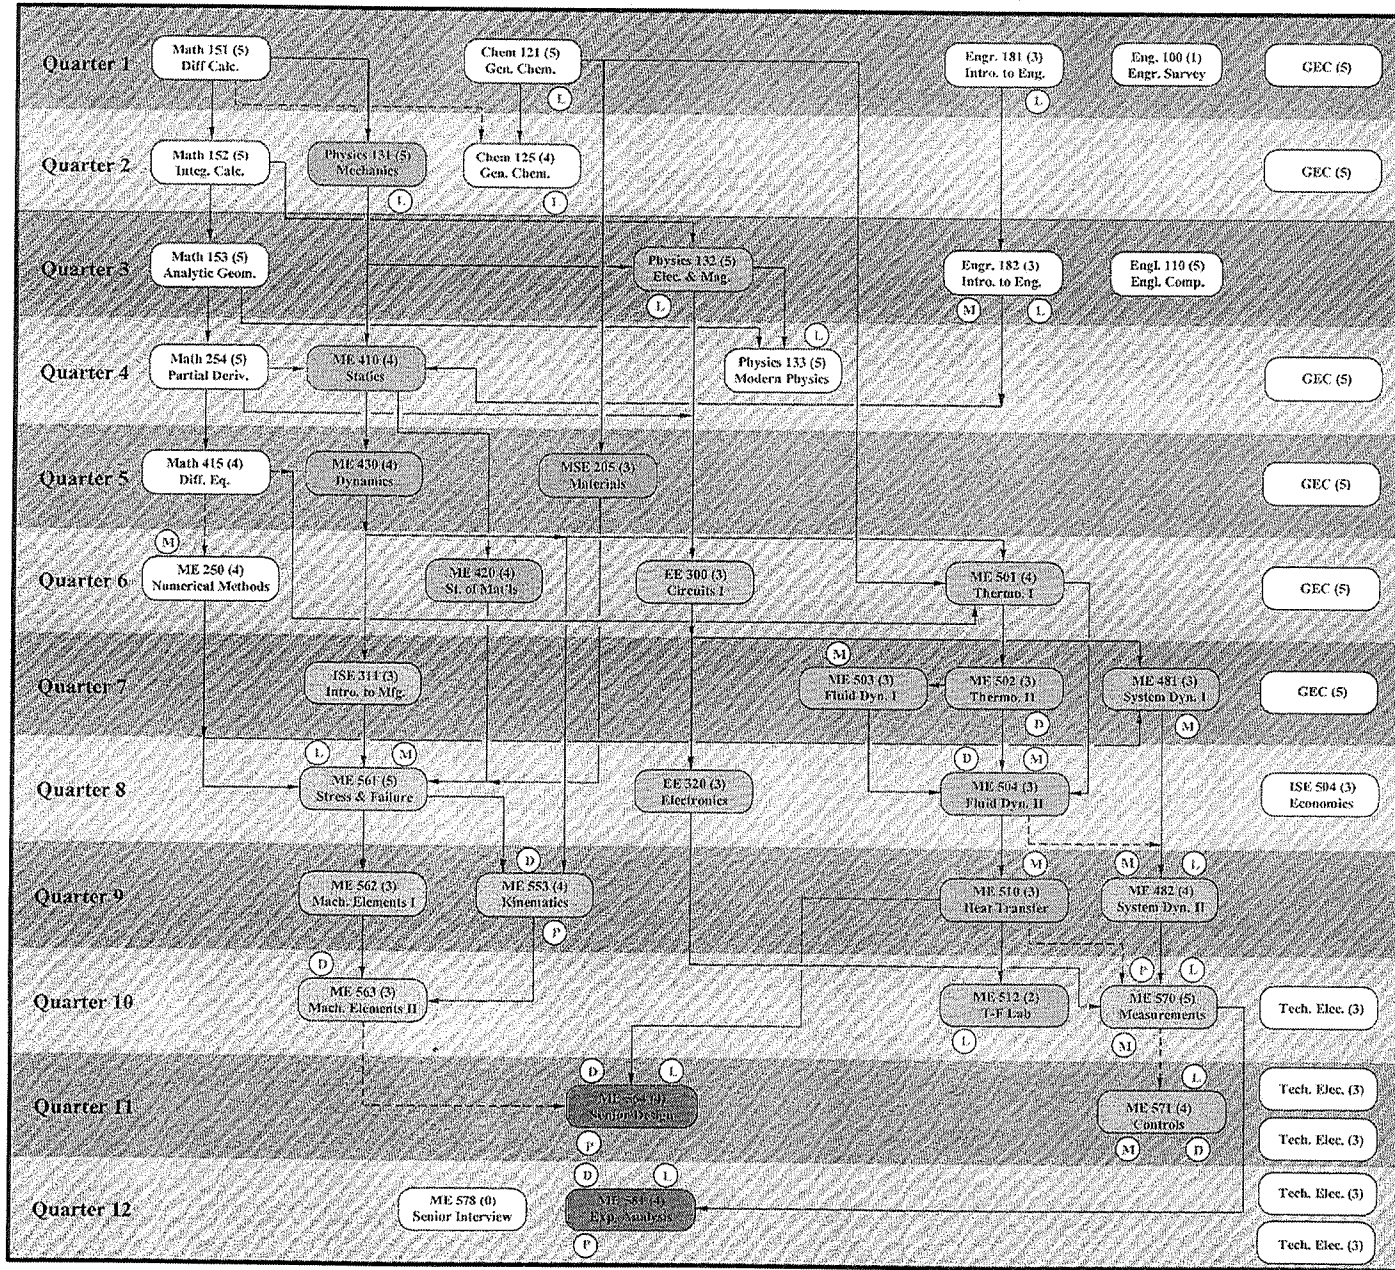 Quarter 1
Math 151 (5)
Diff Calc.
Chem 121 (5)
Gen. Chem.
L
Engr. 181 (3)
Intro. to Eng.
L
Eng. 100 (1)
Engr. Survey
GEC (5)
Quarter 2
Math 152 (5)
Integ. Calc.
Physics 131 (5)
Mechanics
L
Chem 125 (4)
Gen. Chem.
L
GEC (5)
Quarter 3
Math 153 (5)
Analytic Geom.
Physics 132 (5)
Elec. & Mag.
L
Engr. 182 (3)
Intro. to Eng.
M
L
Engl. 110 (5)
Engl. Comp.
Quarter 4
Math 254 (5)
Partial Deriv.
ME 410 (4)
Statics
L
Physics 133 (5)
Modern Physics
GEC (5)
Quarter 5
Math 415 (4)
Diff. Eq.
ME 430 (4)
Dynamics
MSE 205 (3)
Materials
GEC (5)
Quarter 6
M
ME 250 (4)
Numerical Methods
ME 420 (4)
St. of Mat'ls
EE 300 (3)
Circuits I
ME 501 (4)
Thermo. I
GEC (5)
Quarter 7
ISE 311 (3)
Intro. to Mfg.
M
ME 503 (3)
Fluid Dyn. I
ME 502 (3)
Thermo. II
D
ME 481 (3)
System Dyn. I
M
GEC (5)
Quarter 8
L
M
ME 561 (5)
Stress & Failure
EE 320 (3)
Electronics
D
M
ME 504 (3)
Fluid Dyn. II
ISE 504 (3)
Economics
Quarter 9
ME 562 (3)
Mach. Elements I
D
ME 553 (4)
Kinematics
P
M
ME 510 (3)
Heat Transfer
M
L
ME 482 (4)
System Dyn. II
Quarter 10
D
ME 563 (3)
Mach. Elements II
ME 512 (2)
T-F Lab
L
P
L
ME 570 (5)
Measurements
M
Tech. Elec. (3)
Quarter 11
D
L
ME
Senior Design
P
L
ME 571 (4)
Controls
M
D
Tech. Elec. (3)
Tech. Elec. (3)
Quarter 12
ME 578 (0)
Senior Interview
D
L
ME 581 (4)
Exp. Analysis
P
Tech. Elec. (3)
Tech. Elec. (3)